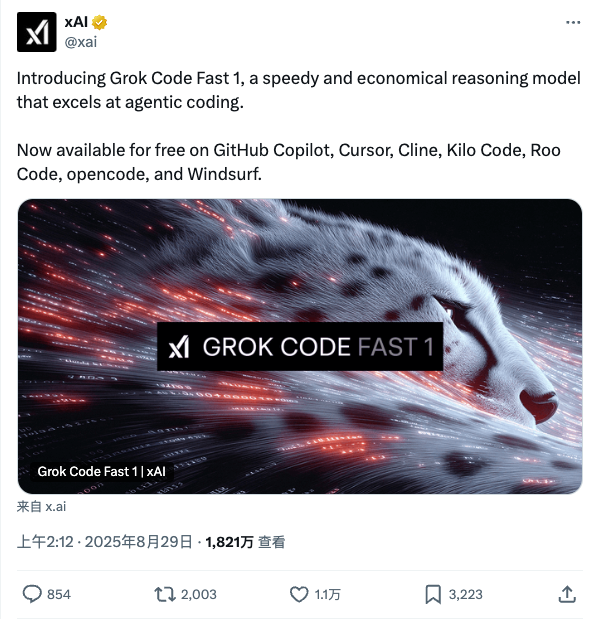 xAI
@xai
Introducing Grok Code Fast 1, a speedy and economical reasoning model
that excels at agentic coding.
Now available for free on GitHub Copilot, Cursor, Cline, Kilo Code, Roo
Code, opencode, and Windsurf.
xI GROK CODE FAST 1
Grok Code Fast 1 | xAI
来自 x.ai
上午2:12 · 2025年8月29日 · 1,821万 查看
854 2,003 1.1万 3,223